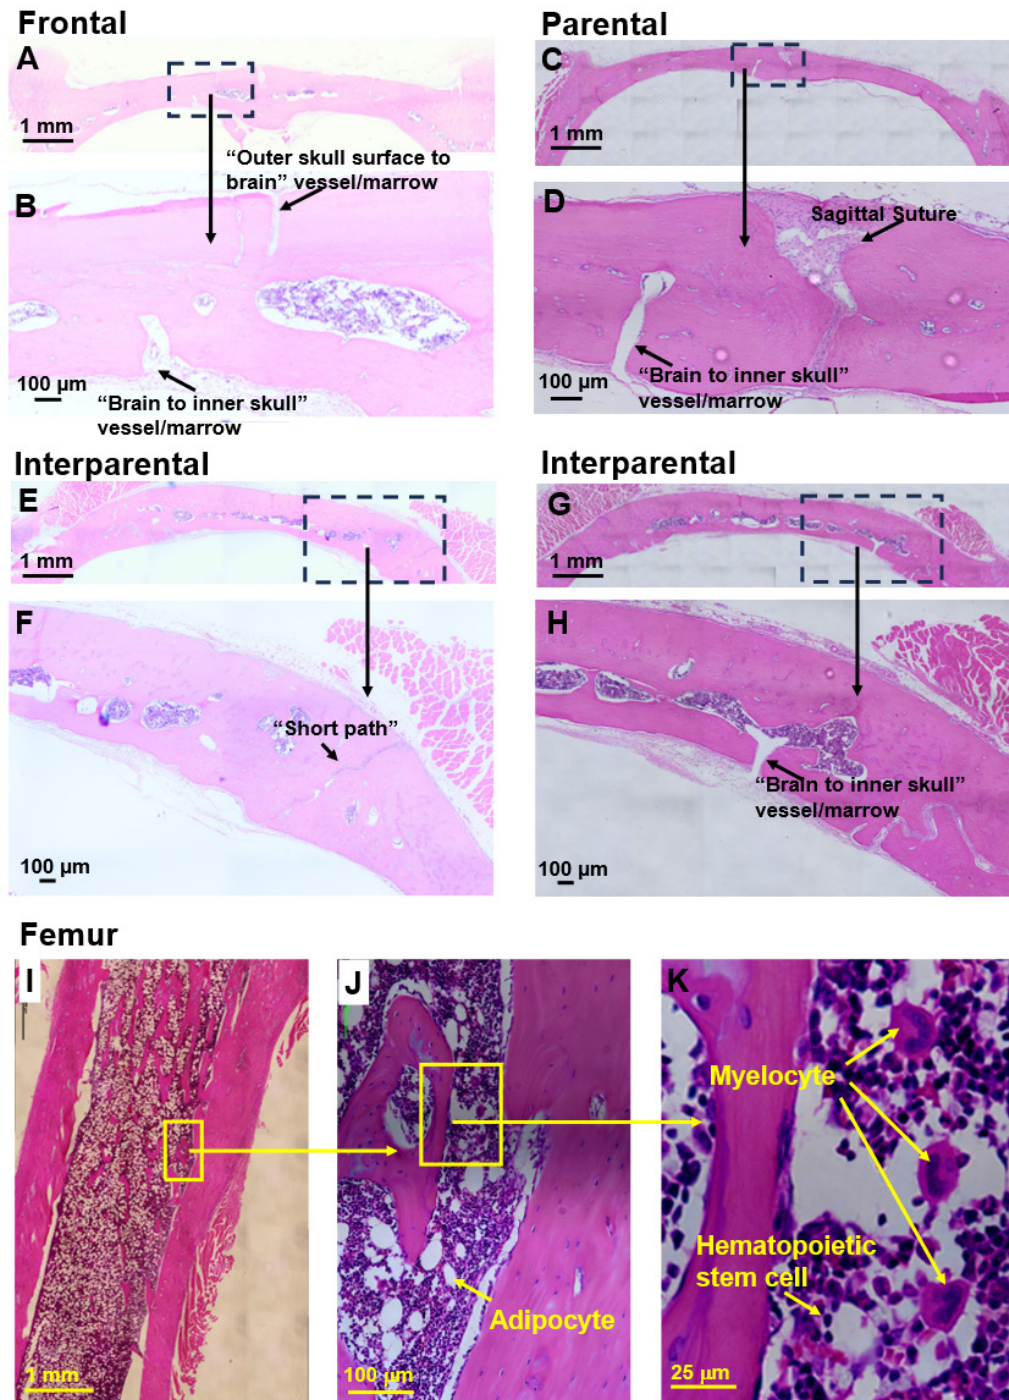 Frontal
A
1 mm
“Outer skull surface to
brain” vessel/marrow
B
100 µm
“Brain to inner skull”
vessel/marrow
Parental
C
1 mm
D
Sagittal Suture
100 µm
“Brain to inner skull”
vessel/marrow
Interparental
E
1 mm
F
“Short path”
100 µm
Interparental
G
1 mm
H
“Brain to inner skull”
vessel/marrow
100 µm
Femur
I
1 mm
J
Adipocyte
100 µm
K
Myelocyte
Hematopoietic
stem cell
25 µm